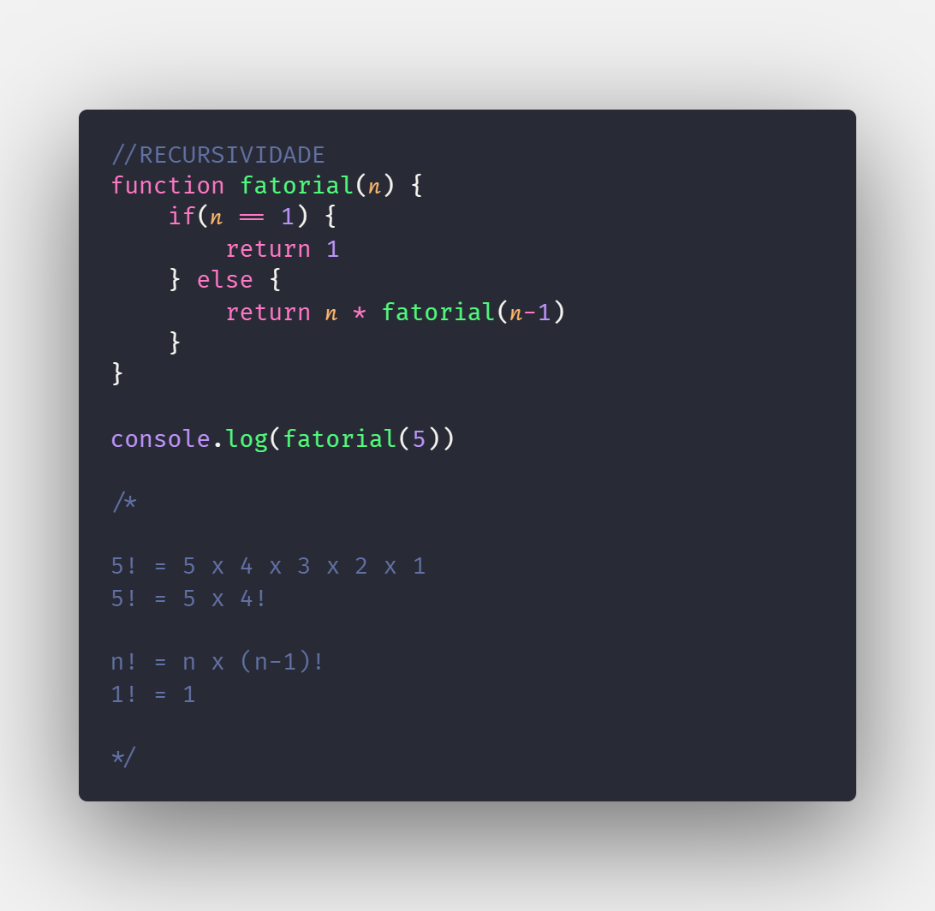 //RECURSIVIDADE
function fatorial(n) {
    if(n == 1) {
        return 1
    } else {
        return n * fatorial(n-1)
    }
}

console.log(fatorial(5))

/*

5! = 5 x 4 x 3 x 2 x 1
5! = 5 x 4!

n! = n x (n-1)!
1! = 1

*/